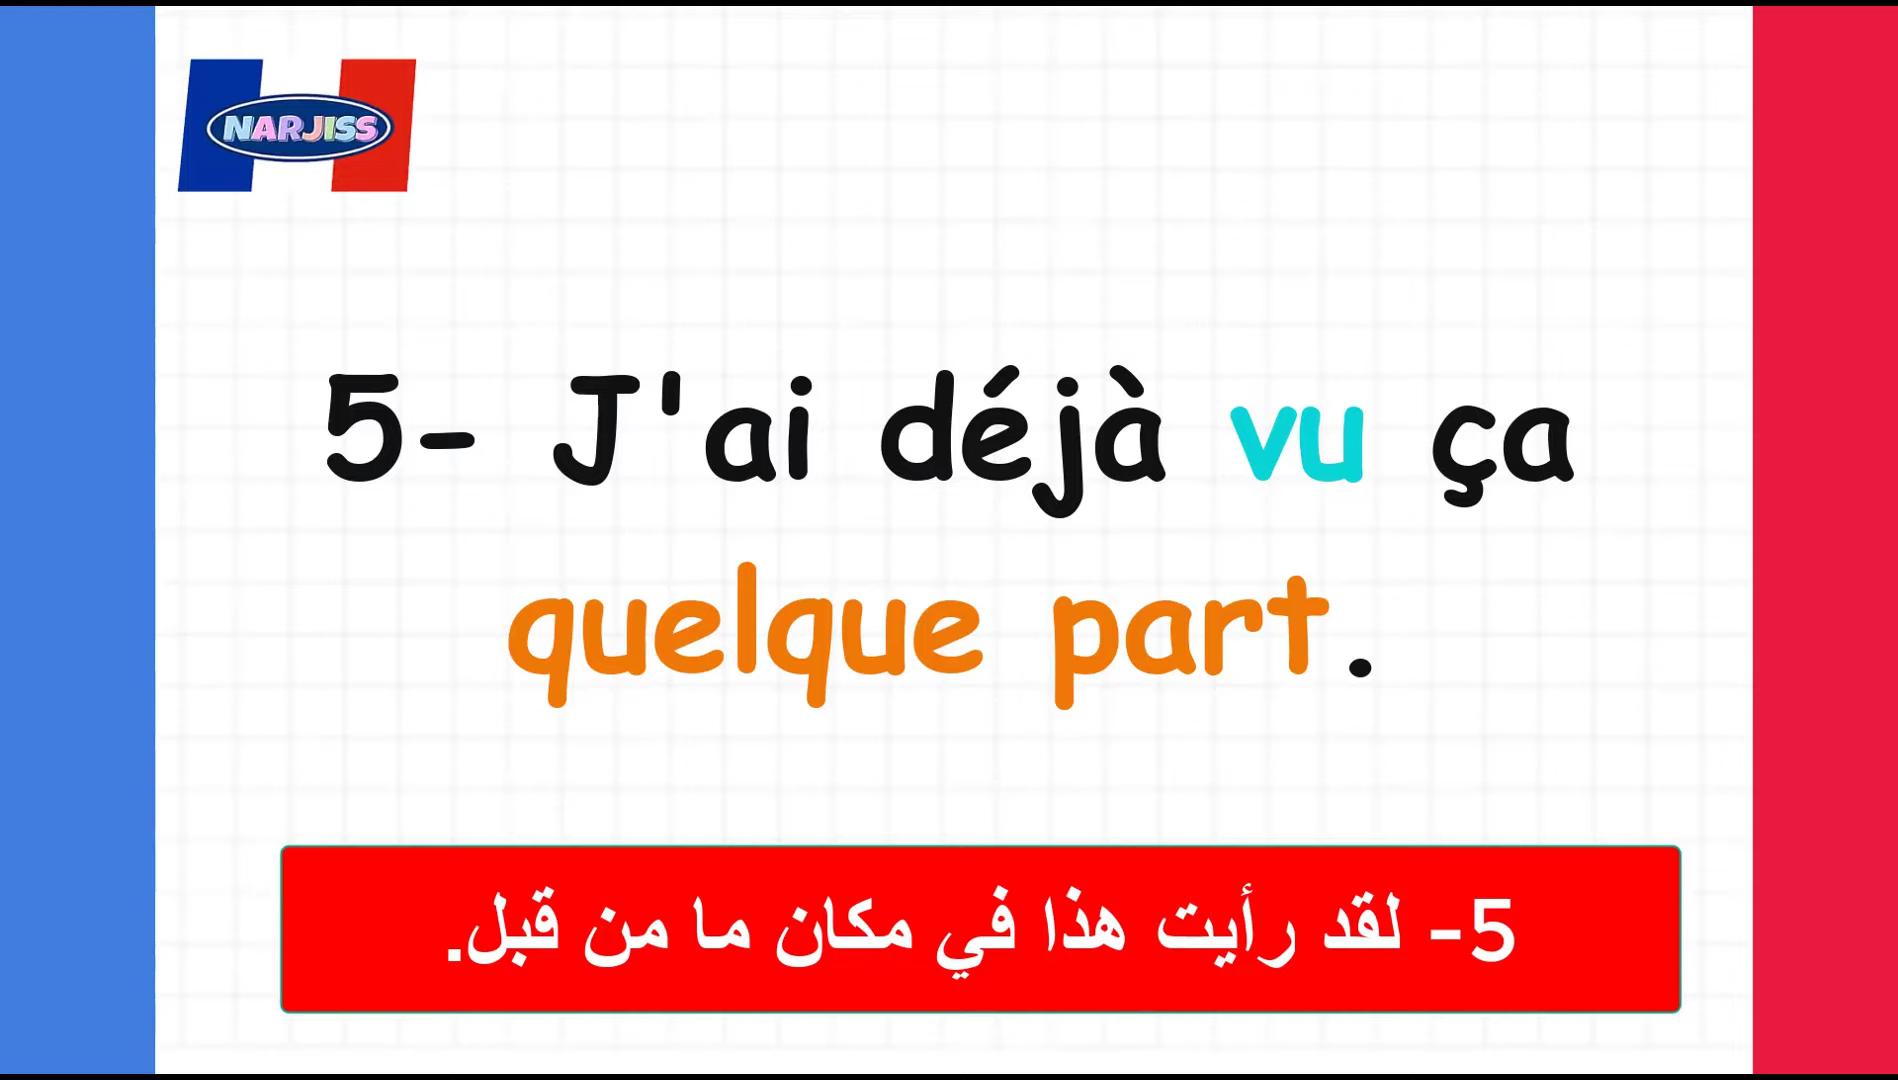 NARJISS
5- J'ai déjà vu ça
quelque part.
5- لقد رأيت هذا في مكان ما من قبل.